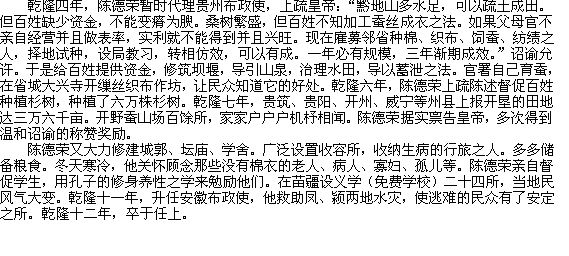 乾隆四年，陈德荣暂时代理贵州布政使，上疏皇帝：“黔地山多水足，可以疏土成田。
但百姓缺少资金，不能变瘠为腴。桑树繁盛，但百姓不知加工蚕丝成衣之法。如果父母官不
亲自经营并且做表率，实利就不能得到并且兴旺。现在雇募邻省种棉、织布、饲蚕、纺绩之
人，择地试种，设局教习，转相仿效，可以有成。一年必有规模，三年渐期成效。”诏谕允
许。于是给百姓提供资金，修筑坝堰，导引山泉，治理水田，导以蓄泄之法。官署自己育蚕，
在省城大兴寺开缫丝织布作坊，让民众知道它的好处。乾隆六年，陈德荣上疏陈述督促百姓
种植杉树，种植了六万株杉树。乾隆七年，贵筑、贵阳、开州、威宁等州县上报开垦的田地
达三万六千亩。开野蚕山场百馀所，家家户户户机杼相闻。陈德荣据实禀告皇帝，多次得到
温和诏谕的称赞奖励。
陈德荣又大力修建城郭、坛庙、学舍。广泛设置收容所，收纳生病的行旅之人。多多储
备粮食。冬天寒冷，他关怀顾念那些没有棉衣的老人、病人、寡妇、孤儿等。陈德荣亲自督
促学生，用孔子的修身养性之学来勉励他们。在苗疆设义学（免费学校）二十四所，当地民
风气大变。乾隆十一年，升任安徽布政使，他救助凤、颍两地水灾，使逃难的民众有了安定
之所。乾隆十二年，卒于任上。